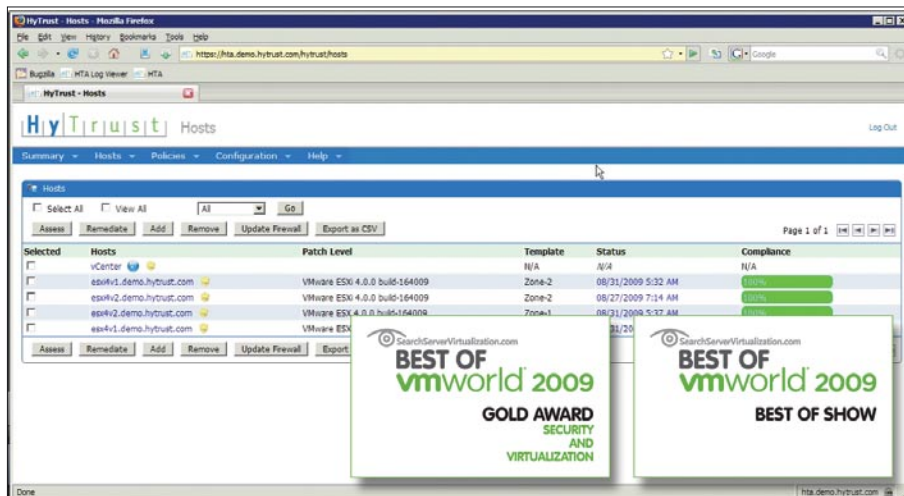 HyTrust - Hosts - Mozilla Firefox
File Edit View History Bookmarks Tools Help
https://hta.demo.hytrust.com/hytrust/hosts
Google
Bugzilla HTA Log Viewer HTA
HyTrust - Hosts
HyTrust Hosts
Log Out
Summary Hosts Policies Configuration Help
Hosts
Select All View All All Go
Assess Remediate Add Remove Update Firewall Export as CSV Page 1 of 1
Selected Hosts Patch Level Template Status Compliance
vCenter N/A N/A N/A
esxi4v1.demo.hytrust.com VMware ESXi 4.0.0 build-164009 Zone-2 08/31/2009 5:32 AM 100%
esxi4v2.demo.hytrust.com VMware ESXi 4.0.0 build-164009 Zone-2 08/27/2009 7:14 AM 100%
esx4v2.demo.hytrust.com VMware ESX 4.0.0 build-164009 Zone-1 08/31/2009 5:37 AM 100%
esx4v1.demo.hytrust.com VMware ESX
Assess Remediate Add Remove Update Firewall Export
SearchServerVirtualization.com
BEST OF
vmworld 2009
GOLD AWARD
SECURITY
AND
VIRTUALIZATION
SearchServerVirtualization.com
BEST OF
vmworld 2009
BEST OF SHOW
Done hta.demo.hytrust.com